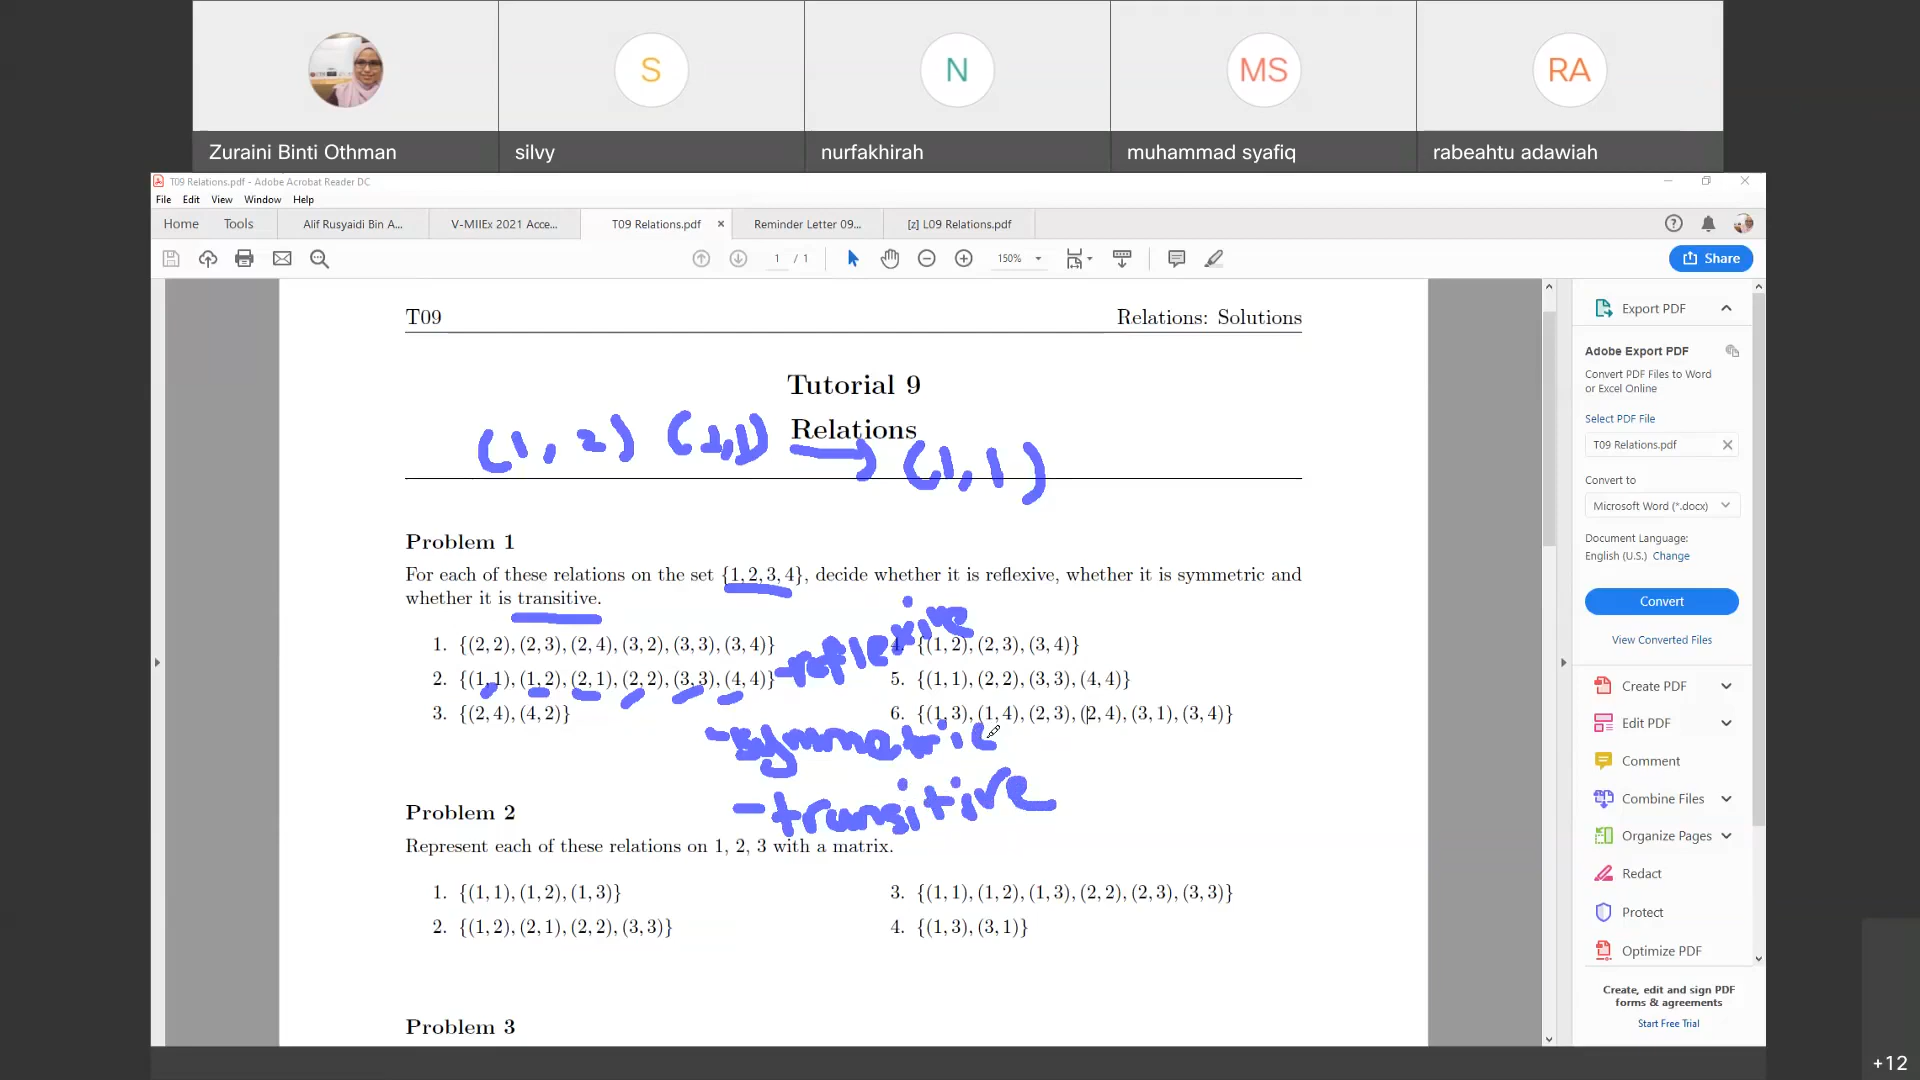 S
N
MS
RA
Zuraini Binti Othman
silvy
nurfakhirah
muhammad syafiq
rabeahtu adawiah
T09 Relations.pdf - Adobe Acrobat Reader DC
File Edit View Window Help
Home Tools Alif Rusyaidi Bin A... V-MIIEx 2021 Acce... T09 Relations.pdf × Reminder Letter 09... [z] L09 Relations.pdf
1 / 1 150% Share
T09 Relations: Solutions
Tutorial 9
Relations
(1, 2) (2,1) → (1, 1)
Problem 1
For each of these relations on the set {1, 2, 3, 4}, decide whether it is reflexive, whether it is symmetric and
whether it is transitive.
1. {(2, 2), (2, 3), (2, 4), (3, 2), (3, 3), (3, 4)}
2. {(1, 1), (1, 2), (2, 1), (2, 2), (3, 3), (4, 4)}
3. {(2, 4), (4, 2)}
4. {(1, 2), (2, 3), (3, 4)}
5. {(1, 1), (2, 2), (3, 3), (4, 4)}
6. {(1, 3), (1, 4), (2, 3), (2, 4), (3, 1), (3, 4)}
-reflexive
-symmetric
-transitive
Problem 2
Represent each of these relations on 1, 2, 3 with a matrix.
1. {(1, 1), (1, 2), (1, 3)}
2. {(1, 2), (2, 1), (2, 2), (3, 3)}
3. {(1, 1), (1, 2), (1, 3), (2, 2), (2, 3), (3, 3)}
4. {(1, 3), (3, 1)}
Problem 3
Export PDF
Adobe Export PDF
Convert PDF Files to Word
or Excel Online
Select PDF File
T09 Relations.pdf
Convert to
Microsoft Word (*.docx)
Document Language:
English (U.S.) Change
Convert
View Converted Files
Create PDF
Edit PDF
Comment
Combine Files
Organize Pages
Redact
Protect
Optimize PDF
Create, edit and sign PDF
forms & agreements
Start Free Trial
+12